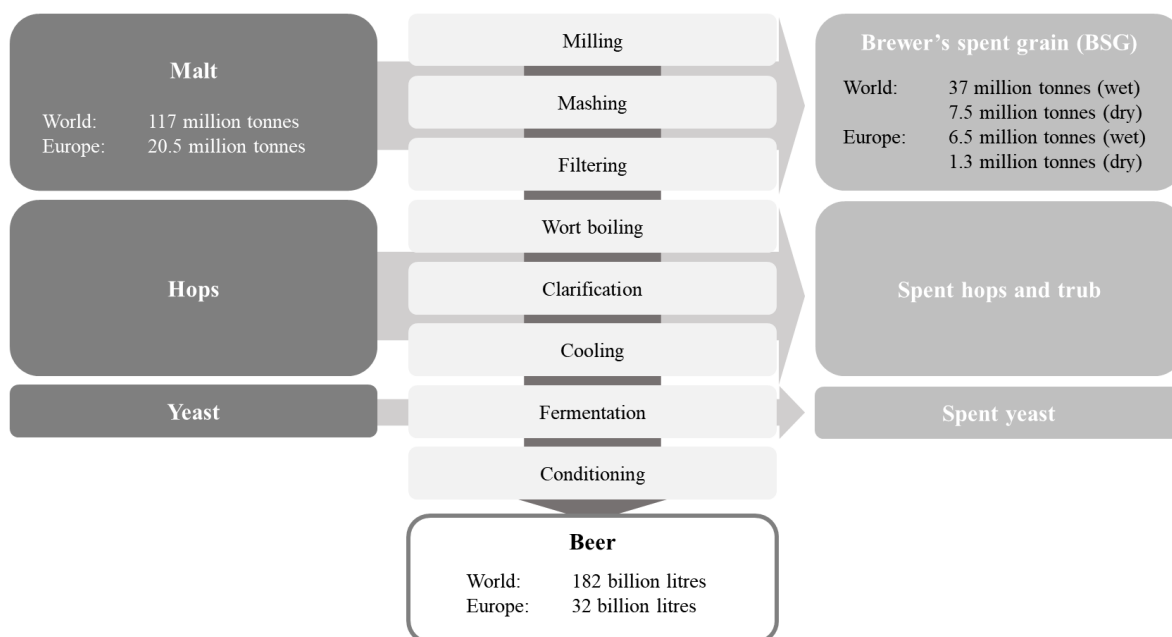 Malt
World: 117 million tonnes
Europe: 20.5 million tonnes
Hops
Yeast
Milling
Mashing
Filtering
Wort boiling
Clarification
Cooling
Fermentation
Conditioning
Beer
World: 182 billion litres
Europe: 32 billion litres
Brewer’s spent grain (BSG)
World: 37 million tonnes (wet)
7.5 million tonnes (dry)
Europe: 6.5 million tonnes (wet)
1.3 million tonnes (dry)
Spent hops and trub
Spent yeast